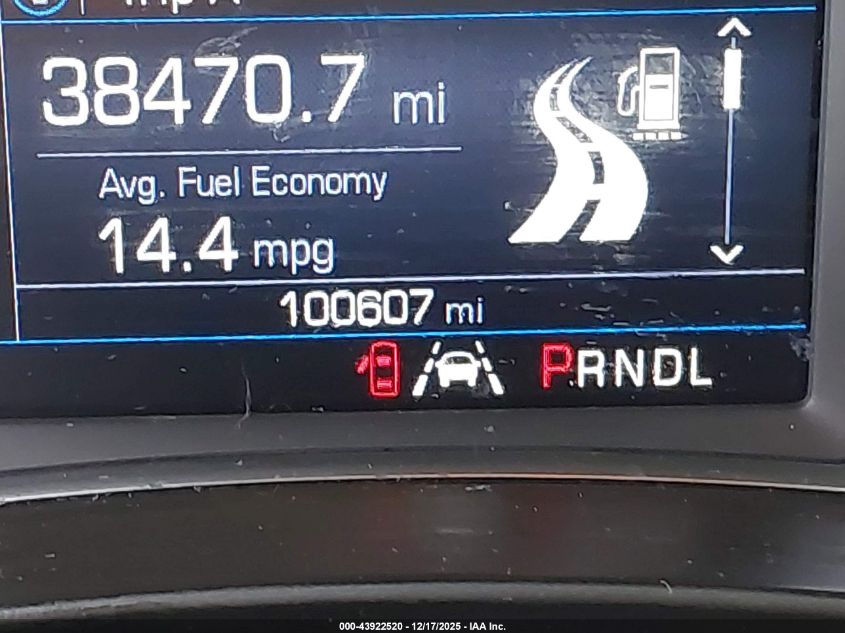 38470.7 mi
Avg. Fuel Economy
14.4 mpg
100607 mi
PRNDL
000-43922520 - 12/17/2025 - IAA Inc.